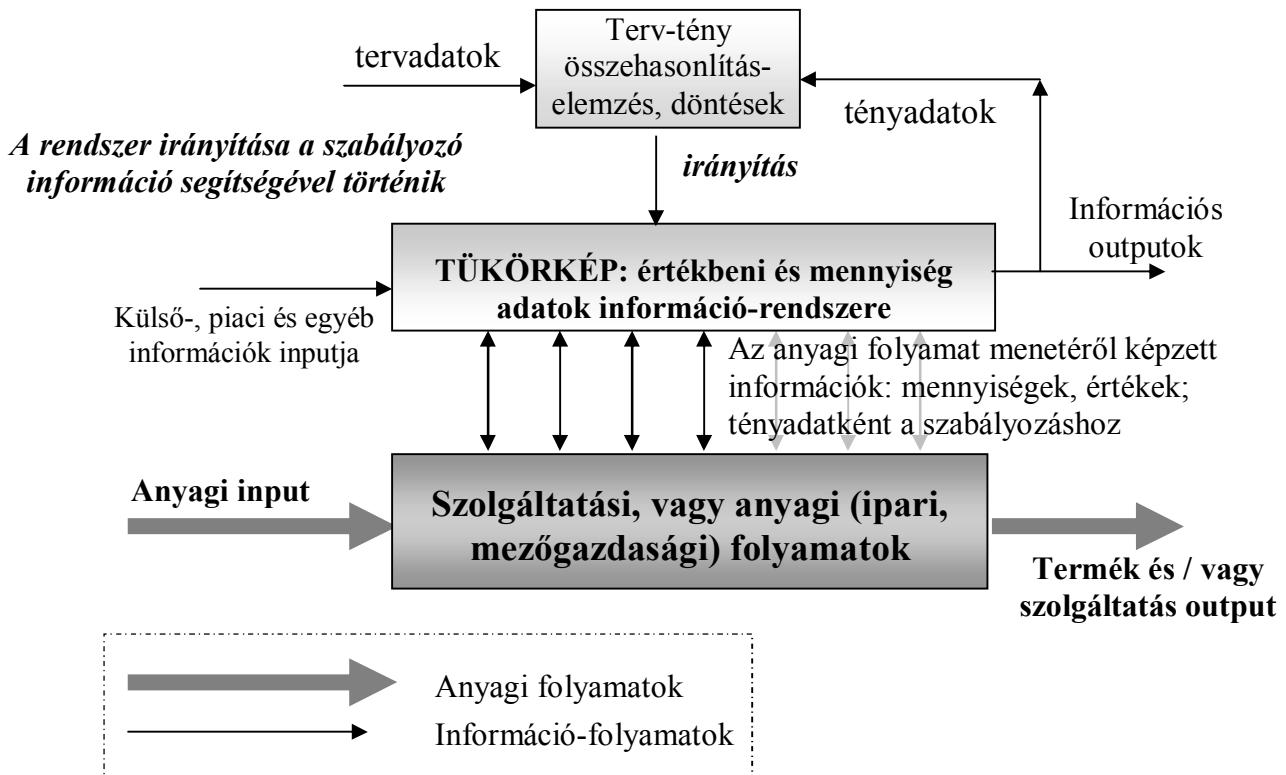 Terv-tény
összehasonlítás-
elemzés, döntések
tervadatok
tényadatok
A rendszer irányítása a szabályozó
információ segítségével történik
irányítás
Információs
outputok
TÜKÖRKÉP: értékbeni és mennyiség
adatok információ-rendszere
Külső-, piaci és egyéb
információk inputja
Az anyagi folyamat menetéről képzett
információk: mennyiségek, értékek;
tényadatként a szabályozáshoz
Anyagi input
Szolgáltatási, vagy anyagi (ipari,
mezőgazdasági) folyamatok
Termék és / vagy
szolgáltatás output
Anyagi folyamatok
Információ-folyamatok